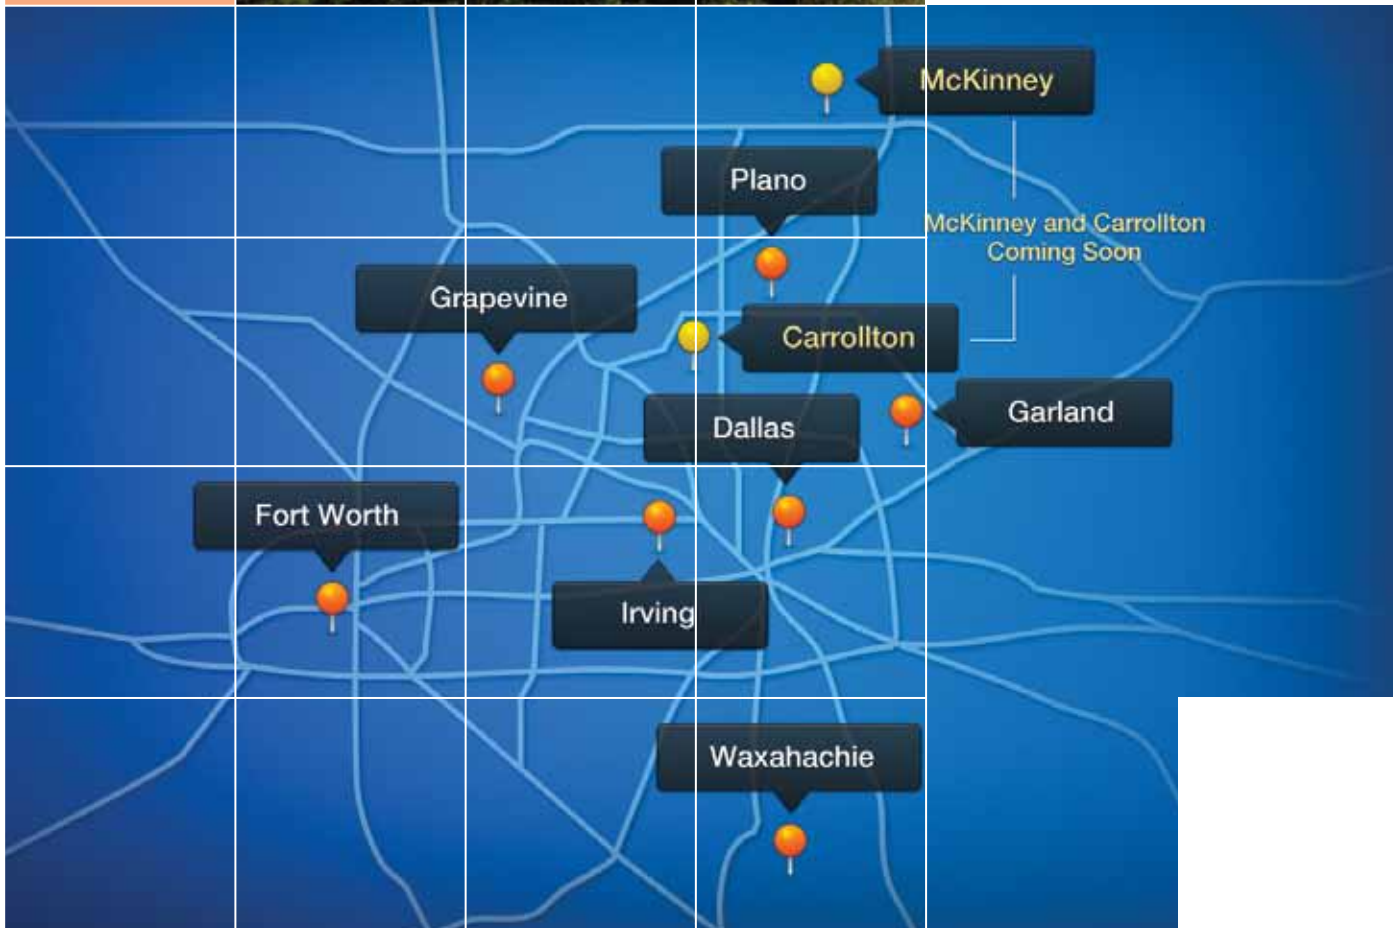 McKinney
Plano
McKinney and Carrollton
Coming Soon
Grapevine
Carrollton
Garland
Dallas
Fort Worth
Irving
Waxahachie